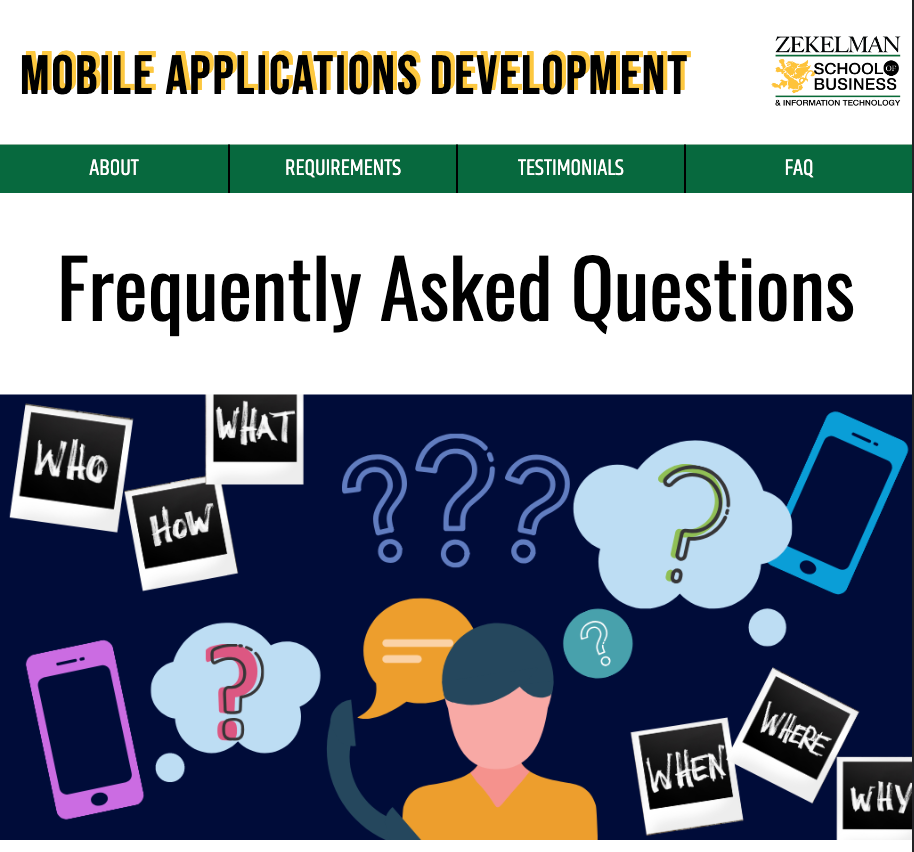 MOBILE APPLICATIONS DEVELOPMENT
ZEKELMAN
SCHOOL OF
BUSINESS
& INFORMATION TECHNOLOGY
ABOUT REQUIREMENTS TESTIMONIALS FAQ
Frequently Asked Questions
WHO
WHAT
HOW
? ? ?
?
?
?
WHERE
WHEN
WHY